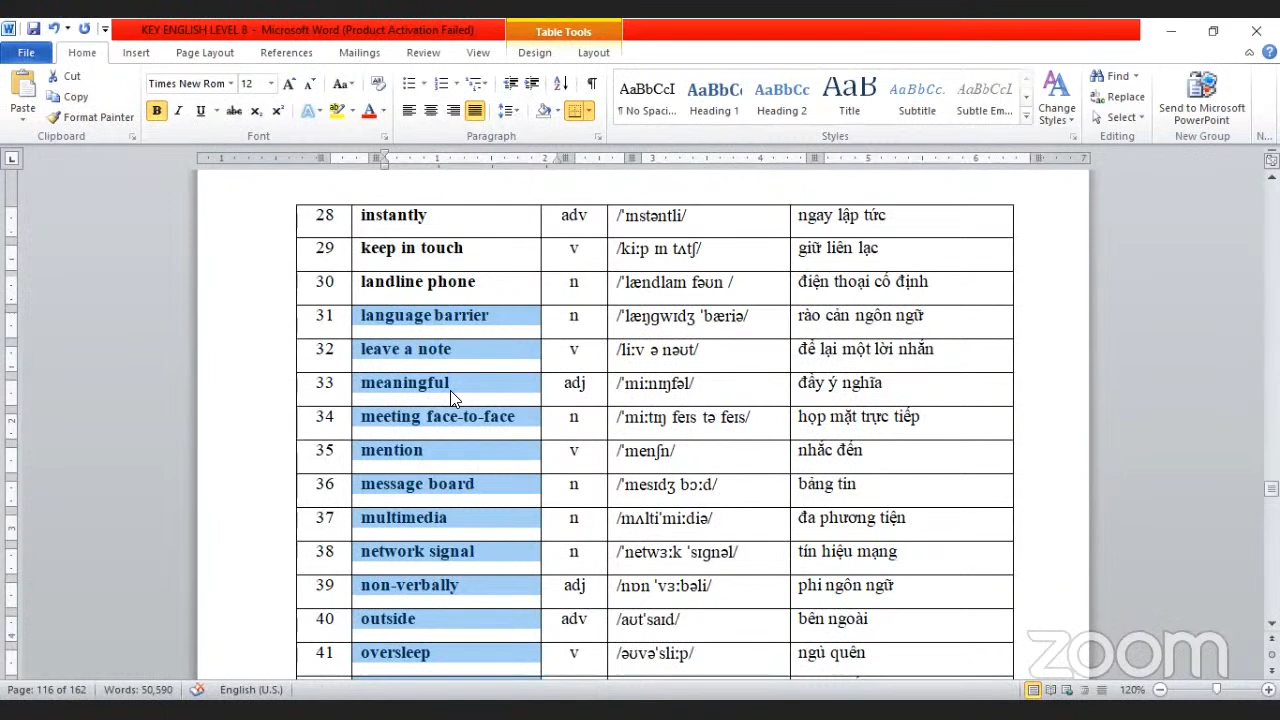 KEY ENGLISH LEVEL 8 - Microsoft Word (Product Activation Failed)
Table Tools
File Home Insert Page Layout References Mailings Review View Design Layout
Paste
Cut
Copy
Format Painter
Clipboard
Times New Rom 12
Font
Paragraph
AaBbCcI AaBbCc AaBbCc AaB AaBbCc. AaBbCcI
¶ No Spaci... Heading 1 Heading 2 Title Subtitle Subtle Em...
Styles
Change Styles
Find
Replace
Select
Editing
Send to Microsoft PowerPoint
New Group
N...
28 instantly adv /ˈɪnstəntli/ ngay lập tức
29 keep in touch v /kiːp ɪn tʌtʃ/ giữ liên lạc
30 landline phone n /ˈlændlaɪn fəʊn / điện thoại cố định
31 language barrier n /ˈlæŋɡwɪdʒ ˈbæriə/ rào cản ngôn ngữ
32 leave a note v /liːv ə nəʊt/ để lại một lời nhắn
33 meaningful adj /ˈmiːnɪŋfəl/ đầy ý nghĩa
34 meeting face-to-face n /ˈmiːtɪŋ feɪs tə feɪs/ họp mặt trực tiếp
35 mention v /ˈmenʃn/ nhắc đến
36 message board n /ˈmesɪdʒ bɔːd/ bảng tin
37 multimedia n /mʌltiˈmiːdiə/ đa phương tiện
38 network signal n /ˈnetwɜːk ˈsɪɡnəl/ tín hiệu mạng
39 non-verbally adj /nɒn ˈvɜːbəli/ phi ngôn ngữ
40 outside adv /aʊtˈsaɪd/ bên ngoài
41 oversleep v /əʊvəˈsliːp/ ngủ quên
zoom
Page: 116 of 162 Words: 50,590 English (U.S.) 120%